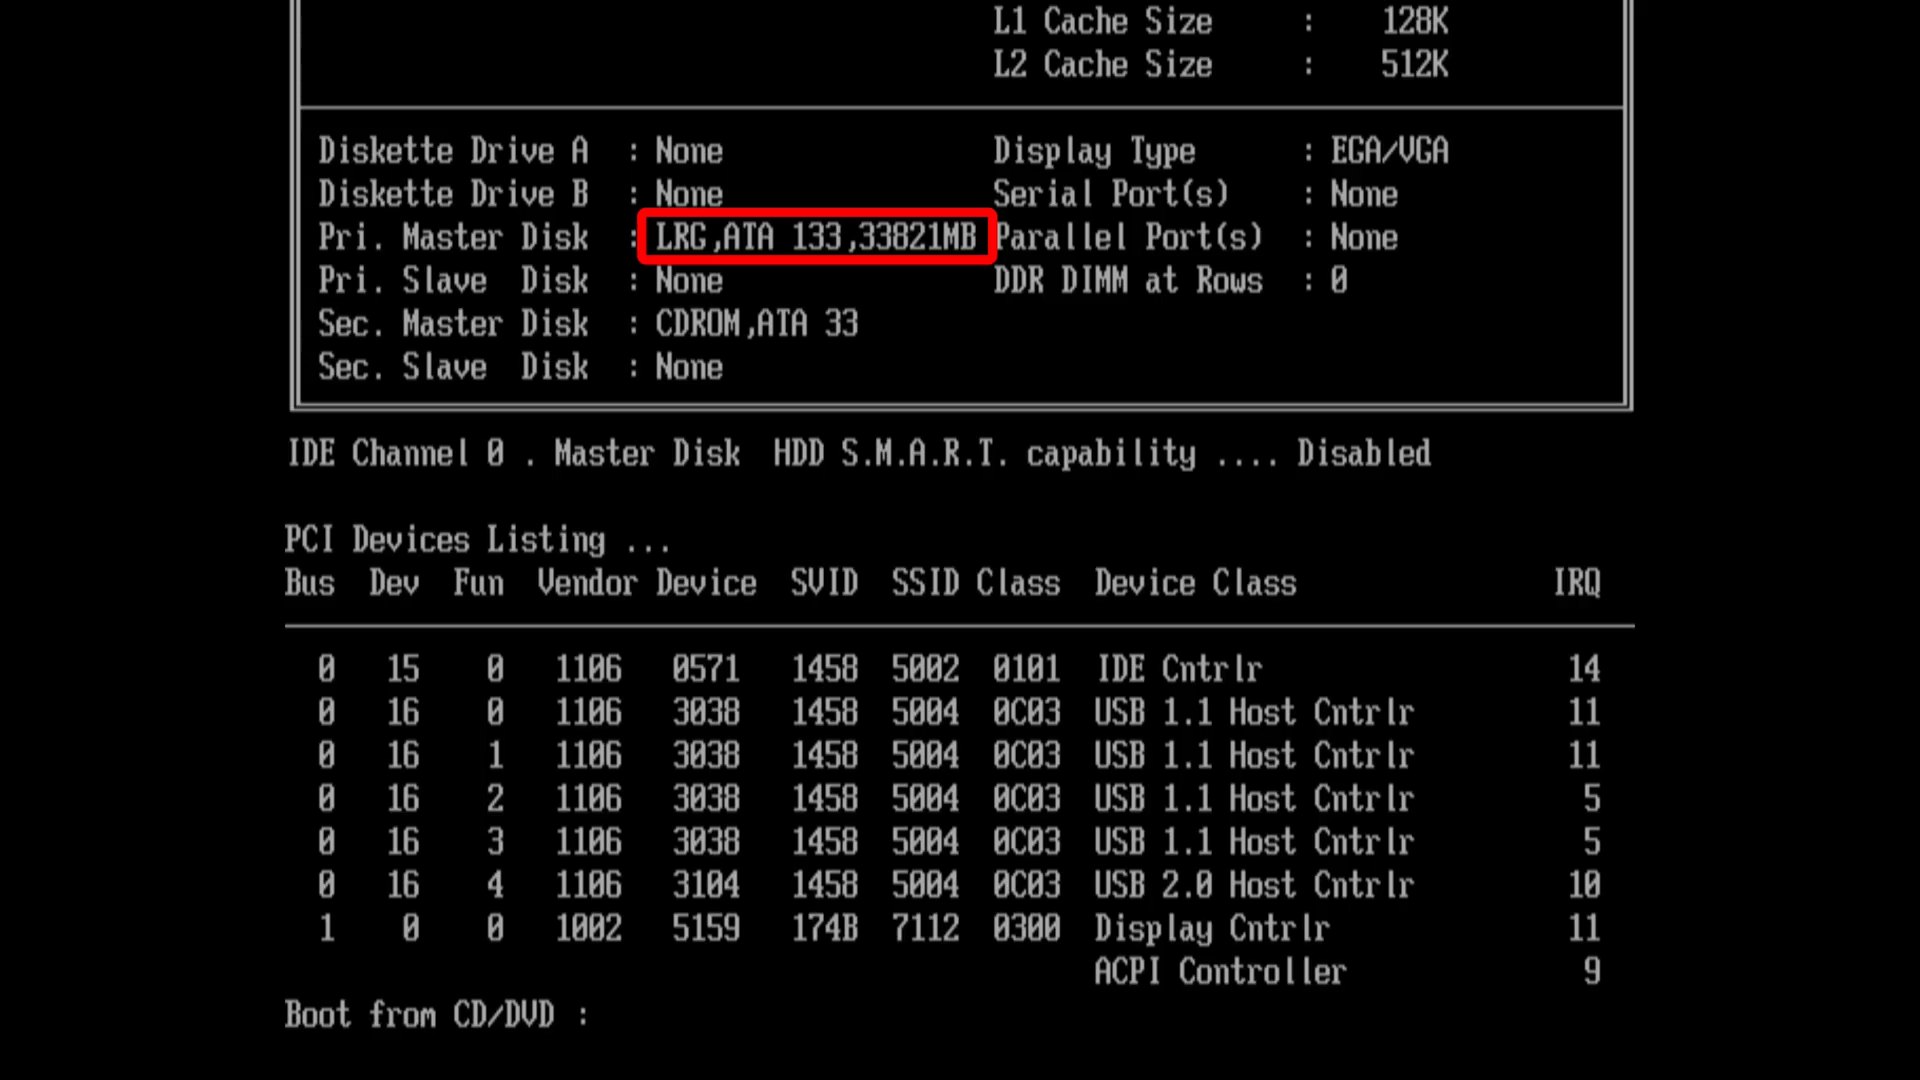 L1 Cache Size : 128K
L2 Cache Size : 512K
Diskette Drive A : None Display Type : EGA/VGA
Diskette Drive B : None Serial Port(s) : None
Pri. Master Disk : LRG,ATA 133,33821MB Parallel Port(s) : None
Pri. Slave Disk : None DDR DIMM at Rows : 0
Sec. Master Disk : CDROM,ATA 33
Sec. Slave Disk : None
IDE Channel 0 . Master Disk HDD S.M.A.R.T. capability .... Disabled
PCI Devices Listing ...
Bus Dev Fun Vendor Device SVID SSID Class Device Class IRQ
0 15 0 1106 0571 1458 5002 0101 IDE Cntrlr 14
0 16 0 1106 3038 1458 5004 0C03 USB 1.1 Host Cntrlr 11
0 16 1 1106 3038 1458 5004 0C03 USB 1.1 Host Cntrlr 11
0 16 2 1106 3038 1458 5004 0C03 USB 1.1 Host Cntrlr 5
0 16 3 1106 3038 1458 5004 0C03 USB 1.1 Host Cntrlr 5
0 16 4 1106 3104 1458 5004 0C03 USB 2.0 Host Cntrlr 10
1 0 0 1002 5159 174B 7112 0300 Display Cntrlr 11
ACPI Controller 9
Boot from CD/DVD :